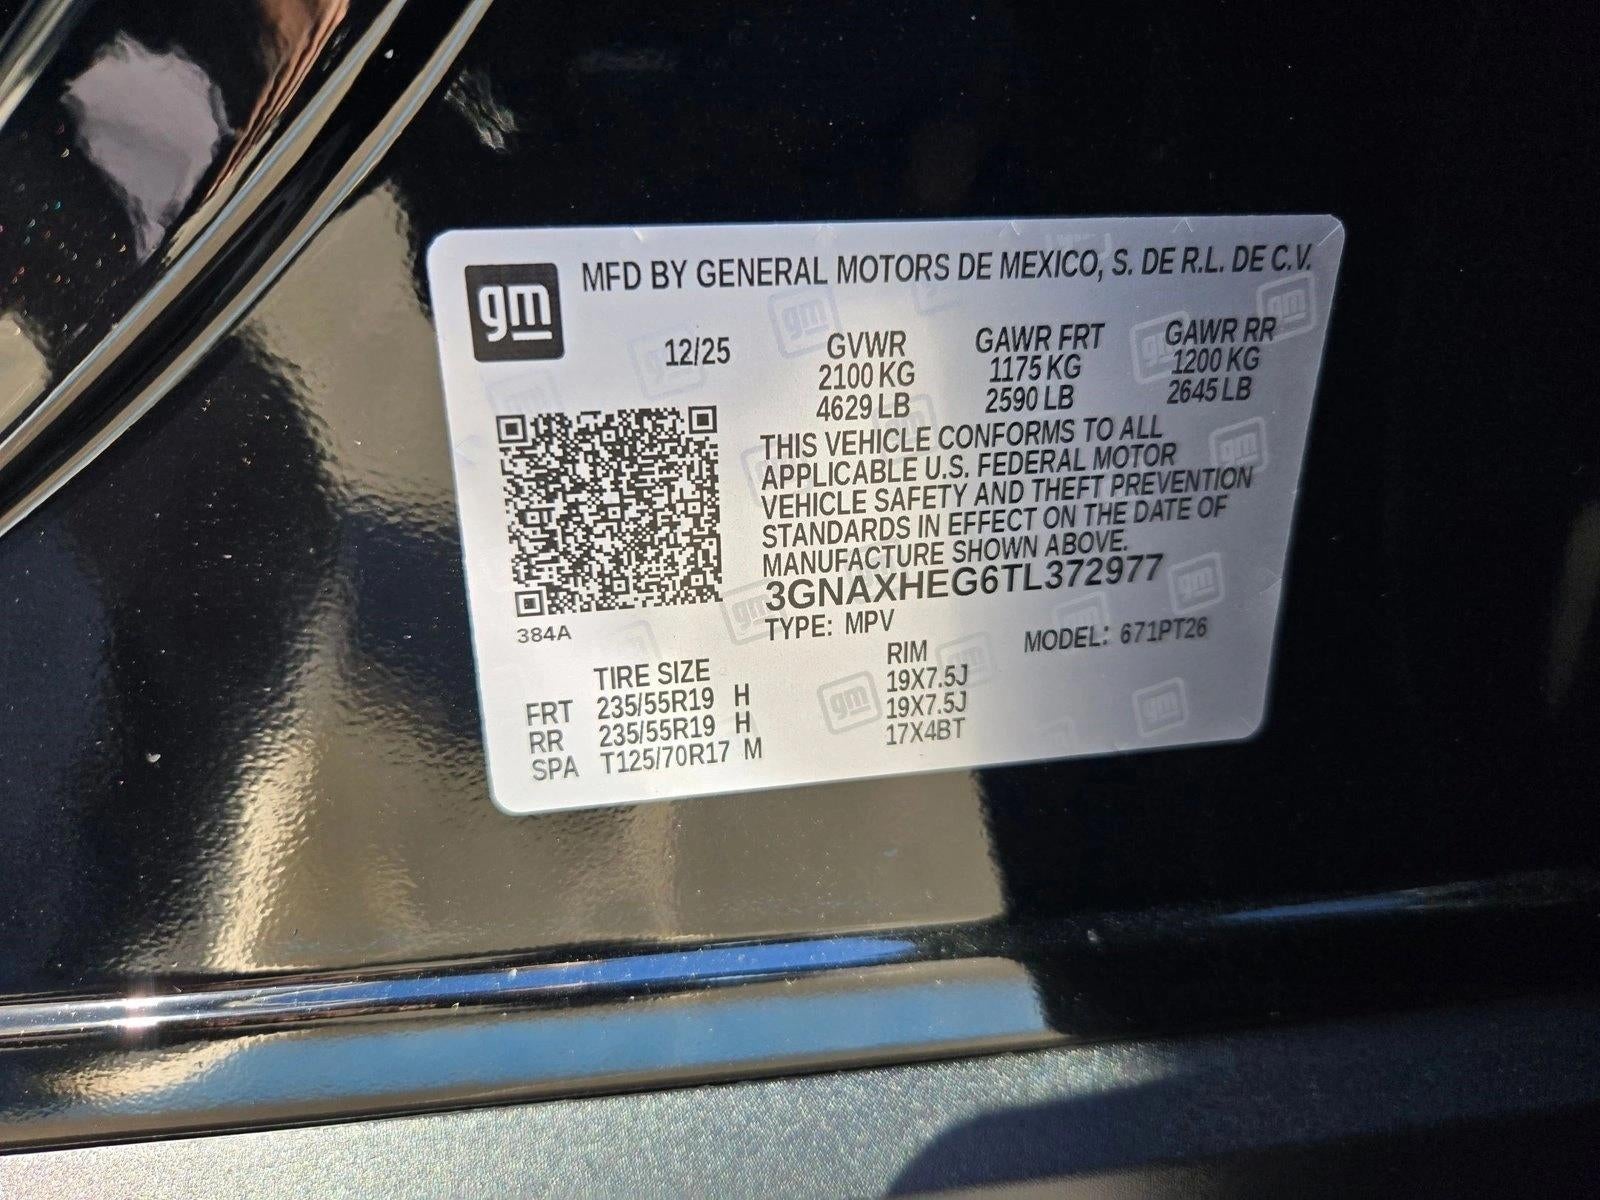 gm
MFD BY GENERAL MOTORS DE MEXICO, S. DE R.L. DE C.V.
12/25
GVWR GAWR FRT GAWR RR
2100 KG 1175 KG 1200 KG
4629 LB 2590 LB 2645 LB
THIS VEHICLE CONFORMS TO ALL
APPLICABLE U.S. FEDERAL MOTOR
VEHICLE SAFETY AND THEFT PREVENTION
STANDARDS IN EFFECT ON THE DATE OF
MANUFACTURE SHOWN ABOVE.
3GNAXHEG6TL372977
384A
TYPE: MPV MODEL: 671PT26
TIRE SIZE RIM
FRT 235/55R19 H 19X7.5J
RR 235/55R19 H 19X7.5J
SPA T125/70R17 M 17X4BT